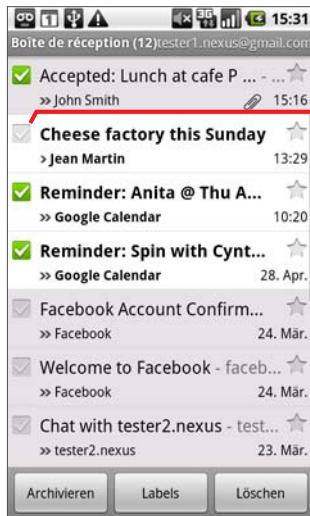 15:31
Boîte de réception (12)tester1.nexus@gmail.com
Accepted: Lunch at cafe P ... - ...
» John Smith 15:16
Cheese factory this Sunday
› Jean Martin 13:29
Reminder: Anita @ Thu A...
» Google Calendar 10:20
Reminder: Spin with Cynt...
» Google Calendar 28. Apr.
Facebook Account Confirm...
» Facebook 24. Mär.
Welcome to Facebook - faceb...
» Facebook 24. Mär.
Chat with tester2.nexus - test...
» tester2.nexus 23. Mär.
Archivieren Labels Löschen